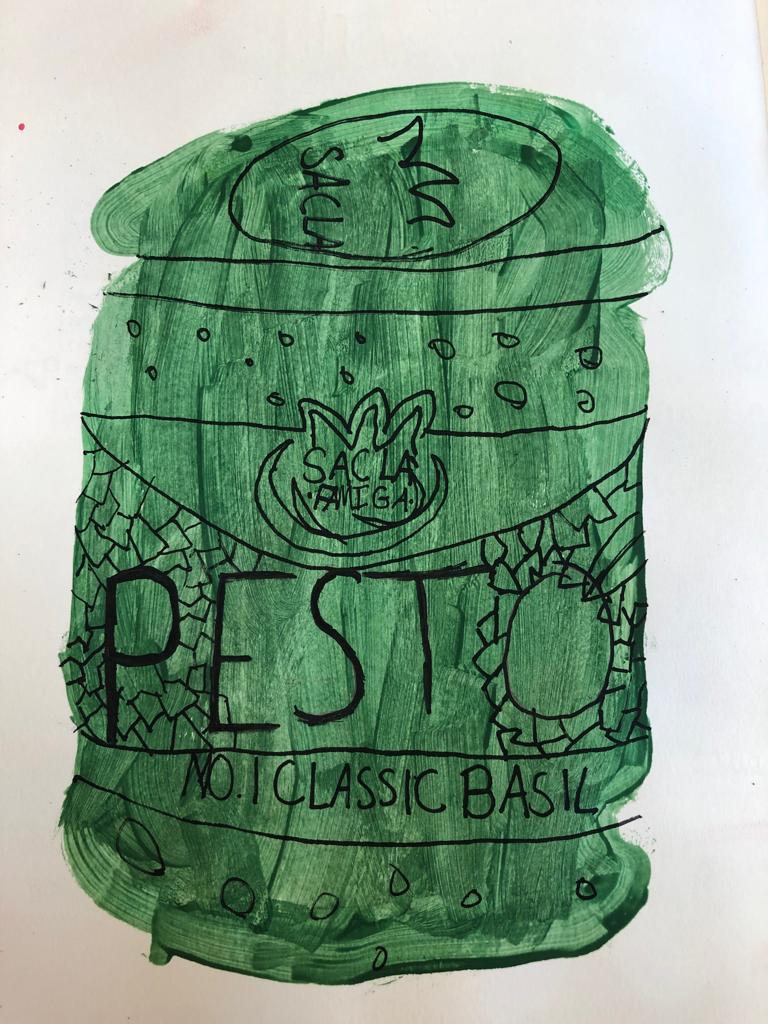 SACLA
SACLA
FAMIGA
PESTO
NO.1 CLASSIC BASIL